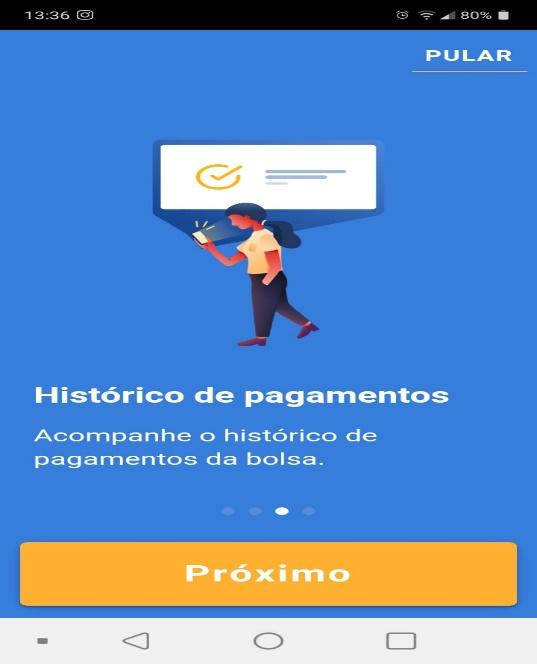 13:36 80%
PULAR
Histórico de pagamentos
Acompanhe o histórico de
pagamentos da bolsa.
Próximo